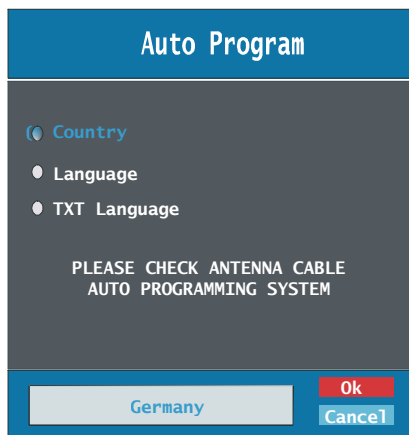 Auto Program
Country
Language
TXT Language
PLEASE CHECK ANTENNA CABLE
AUTO PROGRAMMING SYSTEM
Germany
Ok
Cancel